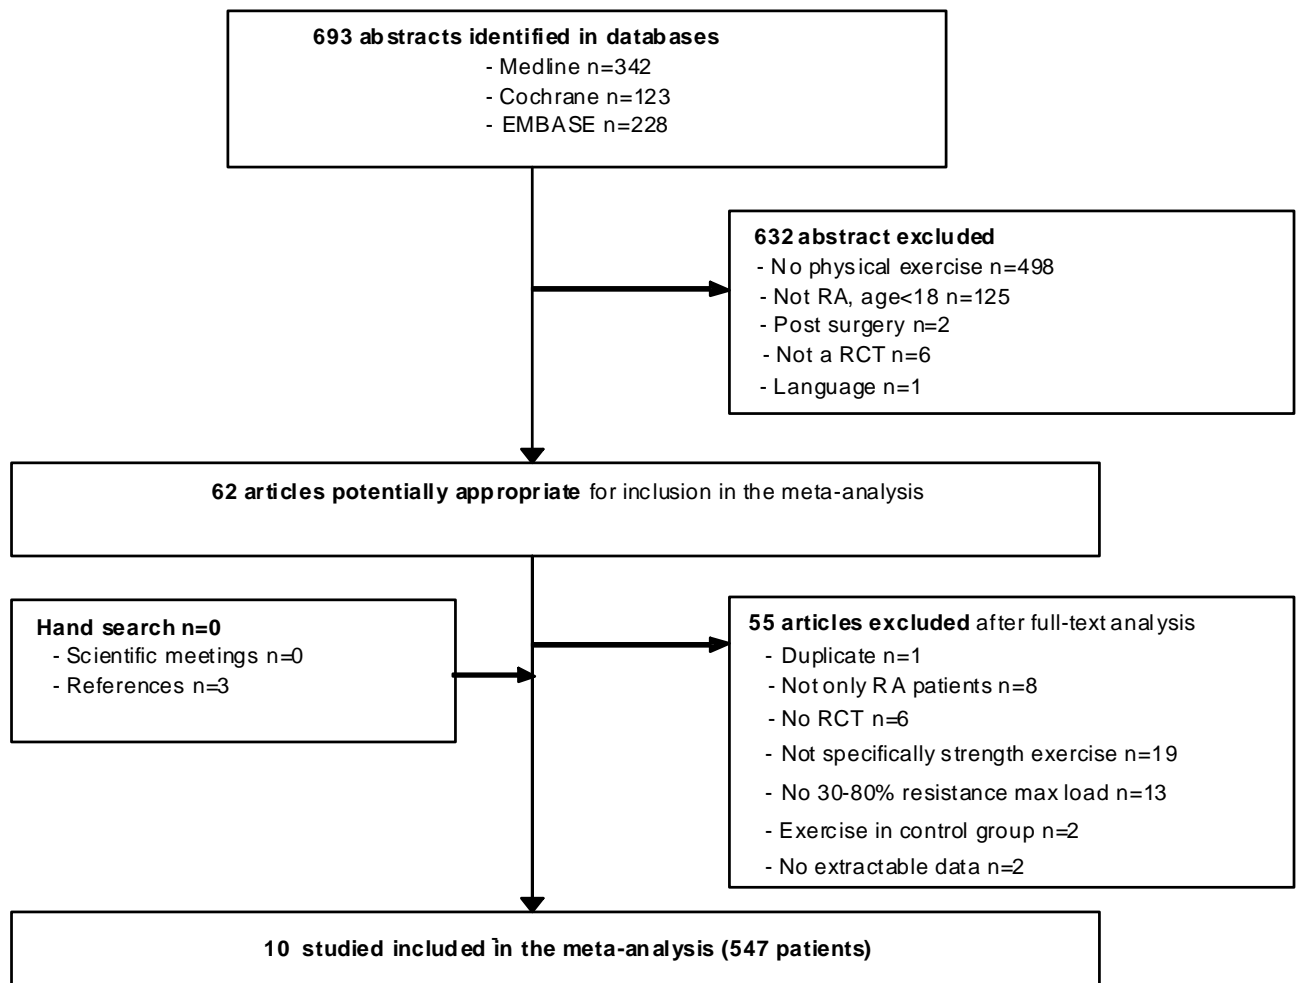 693 abstracts identified in databases
- Medline n=342
- Cochrane n=123
- EMBASE n=228
632 abstract excluded
- No physical exercise n=498
- Not RA, age<18 n=125
- Post surgery n=2
- Not a RCT n=6
- Language n=1
62 articles potentially appropriate for inclusion in the meta-analysis
Hand search n=0
- Scientific meetings n=0
- References n=3
55 articles excluded after full-text analysis
- Duplicate n=1
- Not only RA patients n=8
- No RCT n=6
- Not specifically strength exercise n=19
- No 30-80% resistance max load n=13
- Exercise in control group n=2
- No extractable data n=2
10 studied included in the meta-analysis (547 patients)